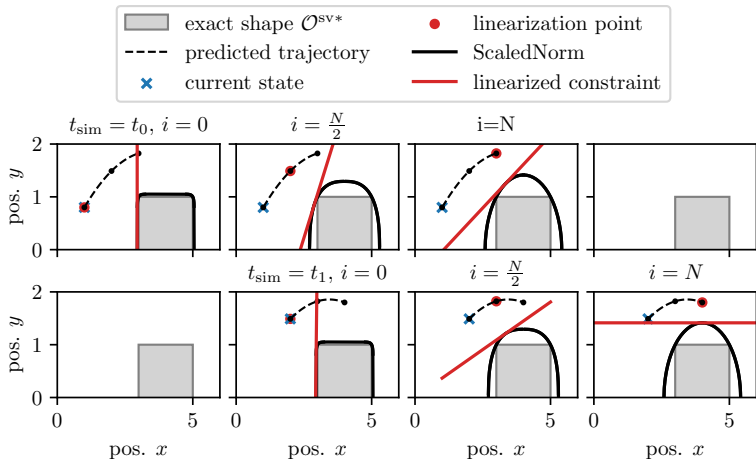 exact shape 𝒪^sv*
linearization point
predicted trajectory
ScaledNorm
current state
linearized constraint
t_sim = t_0, i = 0
i = N/2
i=N
pos. y
2
1
0
t_sim = t_1, i = 0
i = N/2
i = N
pos. y
2
1
0
0 5
0 5
0 5
0 5
pos. x
pos. x
pos. x
pos. x